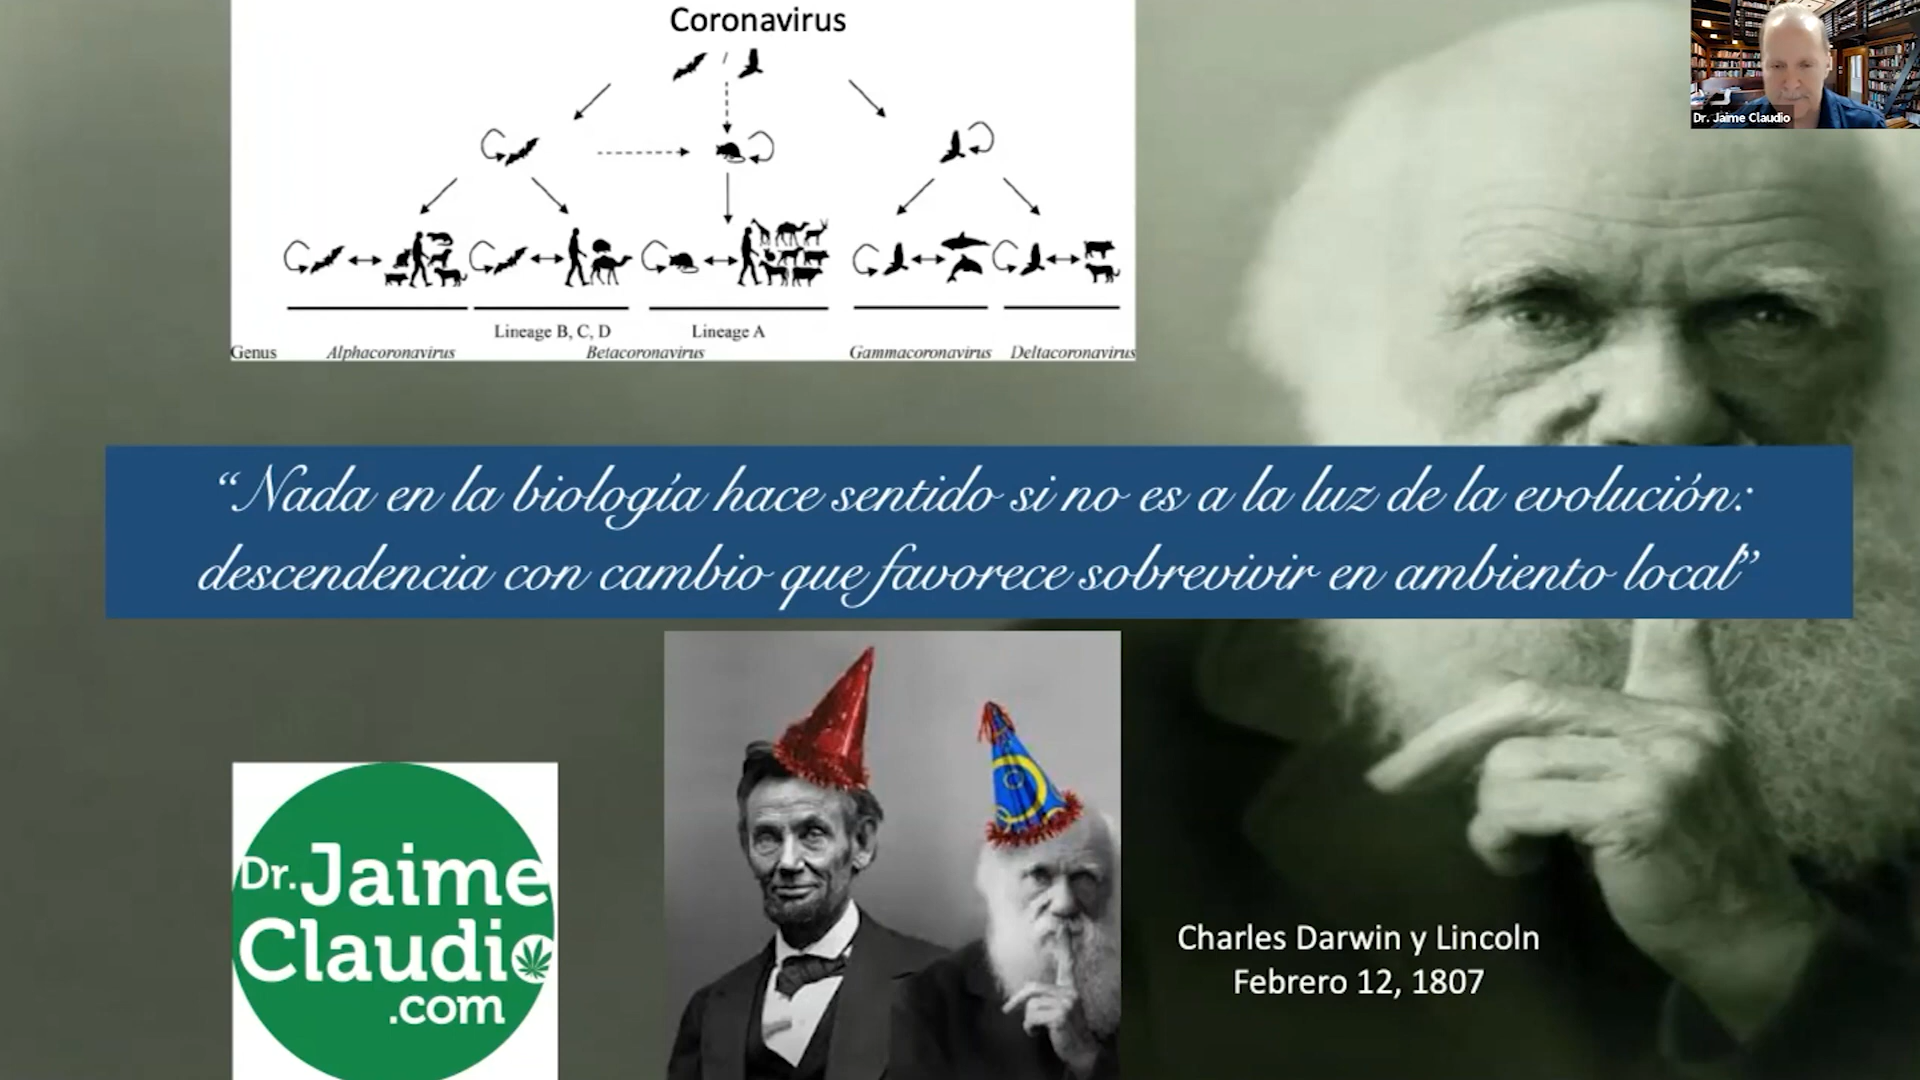 Coronavirus
Dr. Jaime Claudio
Lineage B, C, D
Lineage A
Genus
Alphacoronavirus
Betacoronavirus
Gammacoronavirus
Deltacoronavirus
“Nada en la biología hace sentido si no es a la luz de la evolución:
descendencia con cambio que favorece sobrevivir en ambiento local”
Dr. Jaime
Claudio
.com
Charles Darwin y Lincoln
Febrero 12, 1807